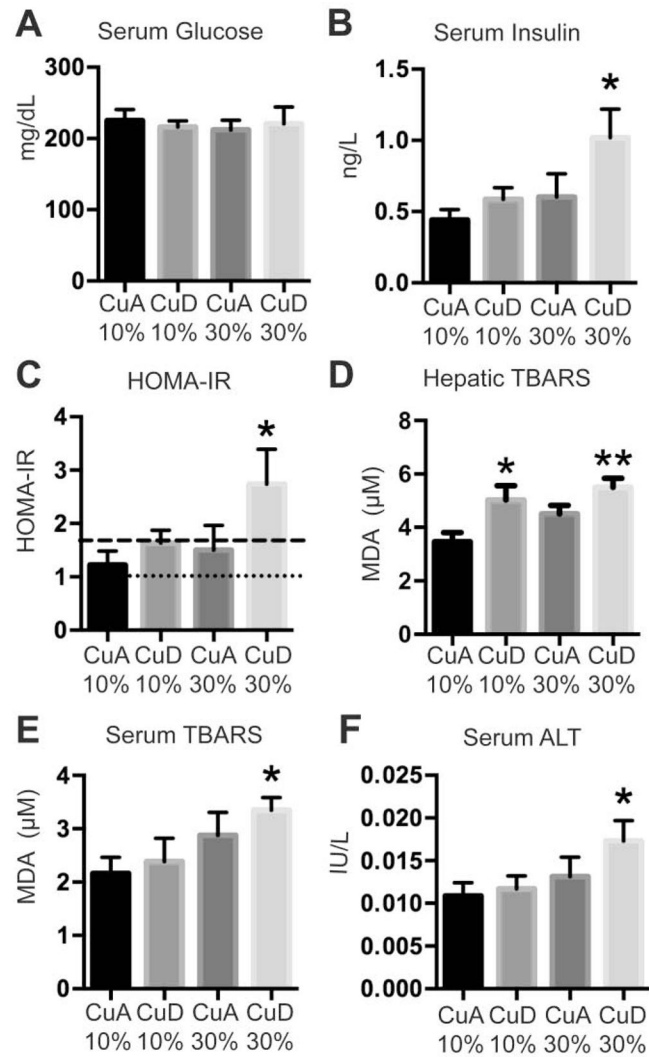 A Serum Glucose
mg/dL
300
200
100
0
CuA CuD CuA CuD
10% 10% 30% 30%
B Serum Insulin
ng/L
1.5
1.0
0.5
0.0
*
CuA CuD CuA CuD
10% 10% 30% 30%
C HOMA-IR
HOMA-IR
4
3
2
1
0
*
CuA CuD CuA CuD
10% 10% 30% 30%
D Hepatic TBARS
MDA (µM)
8
6
4
2
0
* **
CuA CuD CuA CuD
10% 10% 30% 30%
E Serum TBARS
MDA (µM)
4
3
2
1
0
*
CuA CuD CuA CuD
10% 10% 30% 30%
F Serum ALT
IU/L
0.025
0.020
0.015
0.010
0.005
0.000
*
CuA CuD CuA CuD
10% 10% 30% 30%